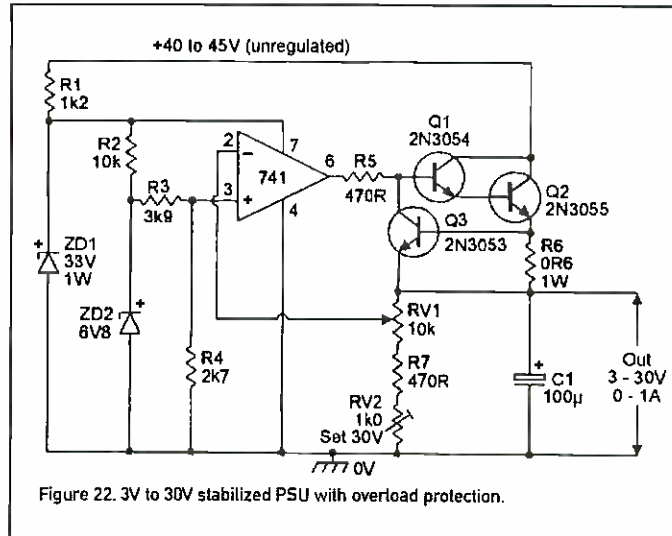 +40 to 45V (unregulated)
R1
1k2
R2
10k
R3
3k9
2
3
7
741
4
6
R5
470R
Q1
2N3054
Q2
2N3055
Q3
2N3053
R6
0R6
1W
ZD1
33V
1W
ZD2
6V8
R4
2k7
RV1
10k
R7
470R
RV2
1k0
Set 30V
C1
100µ
Out
3 - 30V
0 - 1A
0V
Figure 22. 3V to 30V stabilized PSU with overload protection.